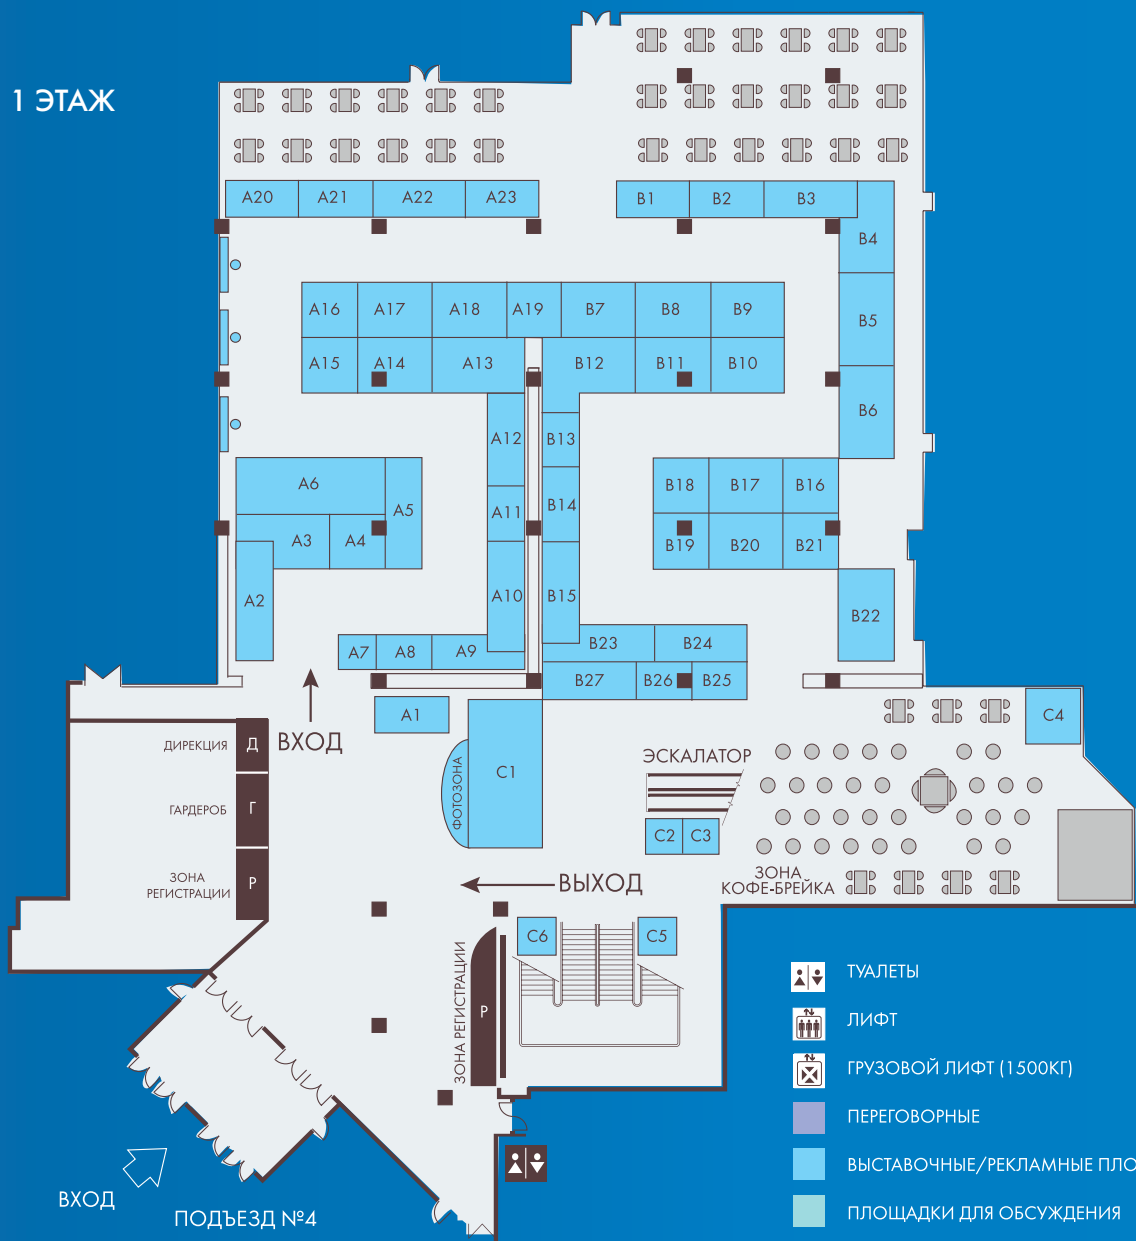 1 ЭТАЖ
A20 A21 A22 A23 B1 B2 B3
B4
A16 A17 A18 A19 B7 B8 B9
B5
A15 A14 A13 B12 B11 B10
B6
A12 B13
A6 B18 B17 B16
A5 A11 B14
A3 A4 B19 B20 B21
A2 A10 B15
B22
A7 A8 A9 B23 B24
B27 B26 B25
A1 C4
ДИРЕКЦИЯ Д ВХОД
ЭСКАЛАТОР
C1
ФОТОЗОНА
ГАРДЕРОБ Г
C2 C3
ЗОНА
РЕГИСТРАЦИИ Р
ВЫХОД
ЗОНА
КОФЕ-БРЕЙКА
C6 C5
ЗОНА РЕГИСТРАЦИИ
Р
ТУАЛЕТЫ
ЛИФТ
ГРУЗОВОЙ ЛИФТ (1500КГ)
ПЕРЕГОВОРНЫЕ
ВЫСТАВОЧНЫЕ/РЕКЛАМНЫЕ ПЛО
ПЛОЩАДКИ ДЛЯ ОБСУЖДЕНИЯ
ВХОД
ПОДЪЕЗД №4